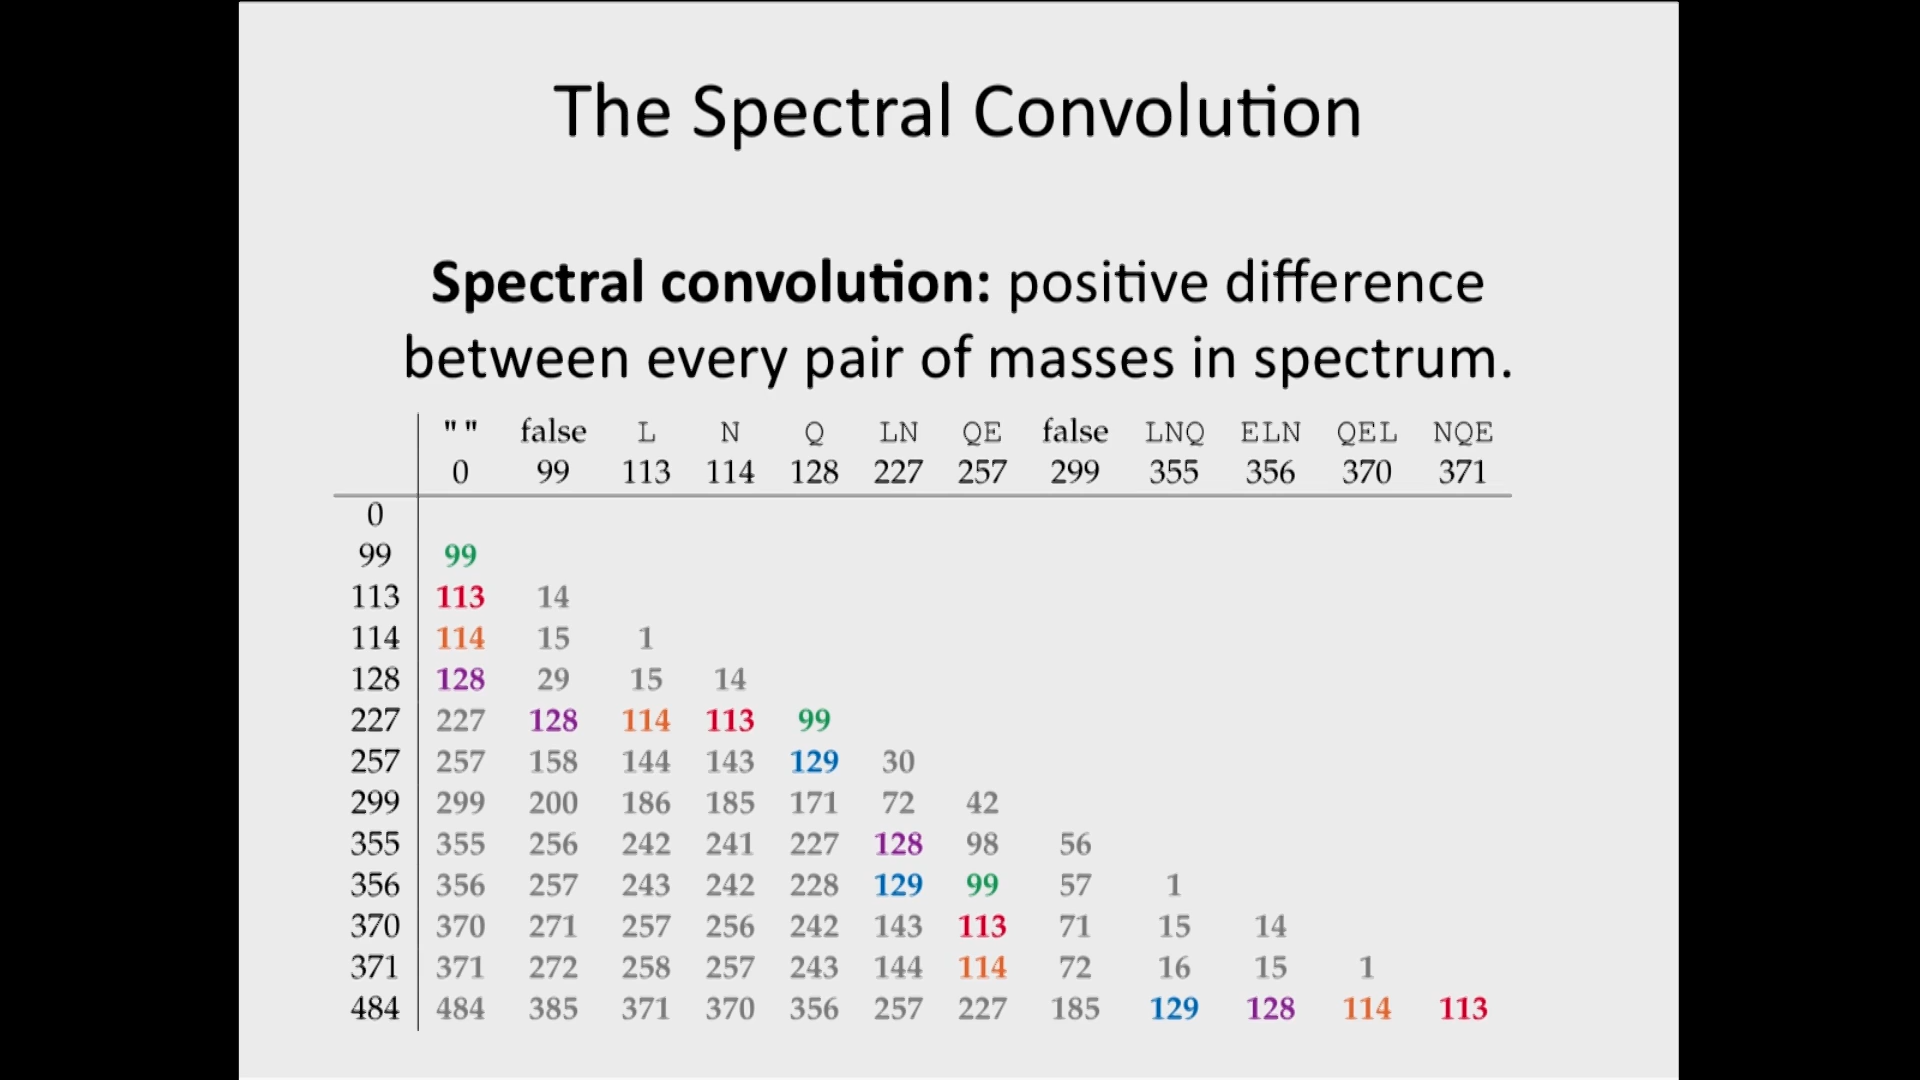 The Spectral Convolution
Spectral convolution: positive difference
between every pair of masses in spectrum.
" " false L N Q LN QE false LNQ ELN QEL NQE
0 99 113 114 128 227 257 299 355 356 370 371
0
99 99
113 113 14
114 114 15 1
128 128 29 15 14
227 227 128 114 113 99
257 257 158 144 143 129 30
299 299 200 186 185 171 72 42
355 355 256 242 241 227 128 98 56
356 356 257 243 242 228 129 99 57 1
370 370 271 257 256 242 143 113 71 15 14
371 371 272 258 257 243 144 114 72 16 15 1
484 484 385 371 370 356 257 227 185 129 128 114 113